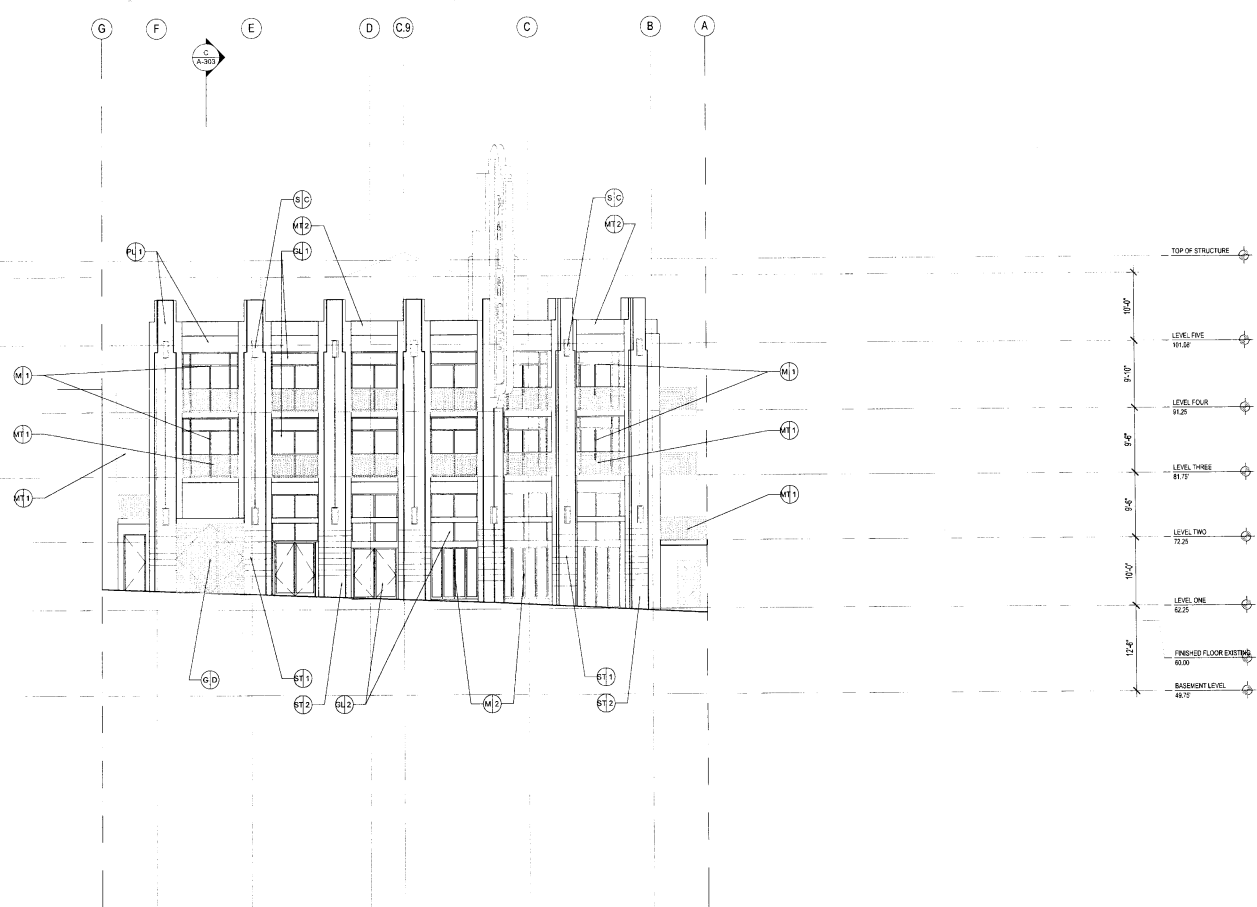 G F E D C.9 C B A
C
A-303
S C
S C
MT 2
MT 2
PL 1
GL 1
TOP OF STRUCTURE
10'-0"
LEVEL FIVE
101.08'
M 1
M 1
9'-10"
LEVEL FOUR
91.25
MT 1
MT 1
9'-6"
LEVEL THREE
81.75'
MT 1
MT 1
9'-6"
LEVEL TWO
72.25
10'-0"
LEVEL ONE
62.25
12'-6"
FINISHED FLOOR EXISTING
60.00
G D
ST 1
ST 1
BASEMENT LEVEL
49.75'
ST 2
GL 2
M 2
ST 2